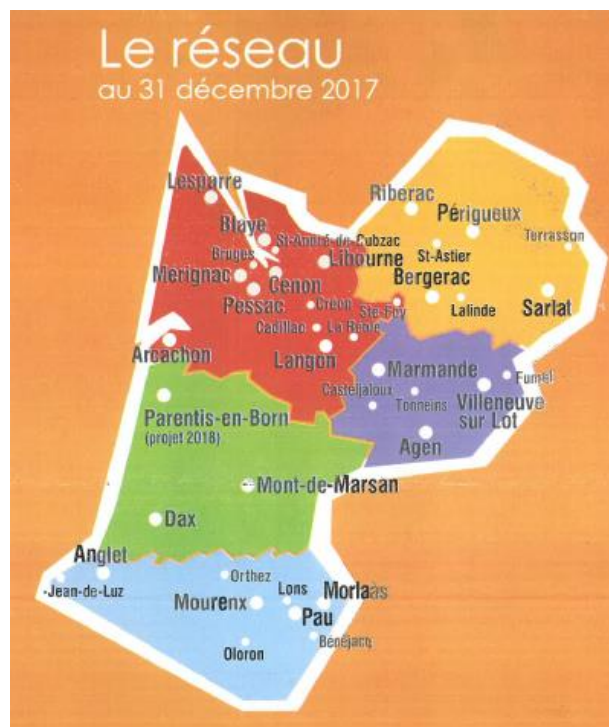 Le réseau
au 31 décembre 2017
Lesparre
Riberac
Périgueux
Blaye
St-André-de-Cubzac
Terrasson
Bruges
St-Astier
Libourne
Merignac
Cenon
Bergerac
Pessac
Créon
Ste-Foy
Lalinde
Sarlat
Cadillac
La Réole
Arcachon
Langon
Marmande
Fumel
Casteljaloux
Tonneins
Villeneuve
sur Lot
Parentis-en-Born
(projet 2018)
Agen
Mont-de-Marsan
Dax
Anglet
Orthez
-Jean-de-Luz
Lons
Morlaàs
Mourenx
Pau
Bénéjacq
Oloron